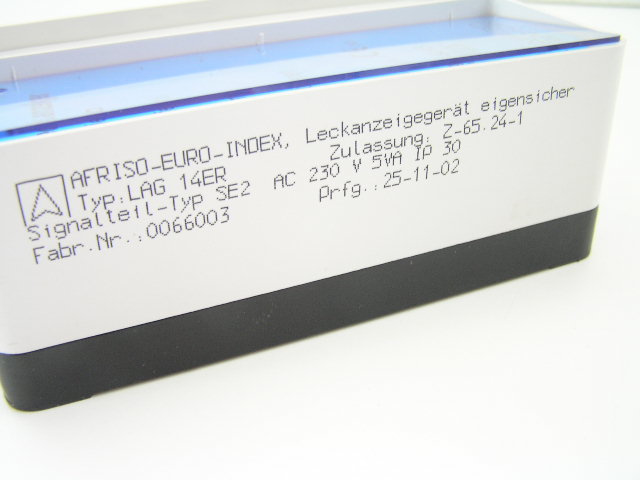 AFRISO-EURO-INDEX, Leckanzeigegerät eigensicher
Typ:LAG 14ER Zulassung: Z-65.24-1
Signalteil-Typ SE2 AC 230 V 5VA IP 30
Fabr.Nr.:0066003 Prfg.:25-11-02